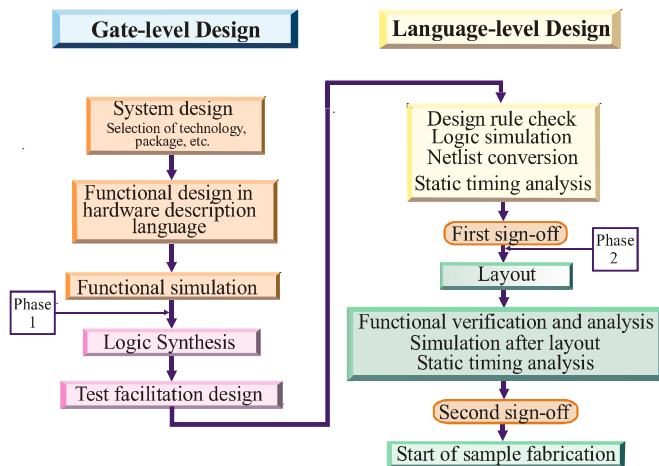 Gate-level Design
System design
Selection of technology,
package, etc.
Functional design in
hardware description
language
Functional simulation
Phase
1
Logic Synthesis
Test facilitation design
Language-level Design
Design rule check
Logic simulation
Netlist conversion
Static timing analysis
First sign-off
Phase
2
Layout
Functional verification and analysis
Simulation after layout
Static timing analysis
Second sign-off
Start of sample fabrication